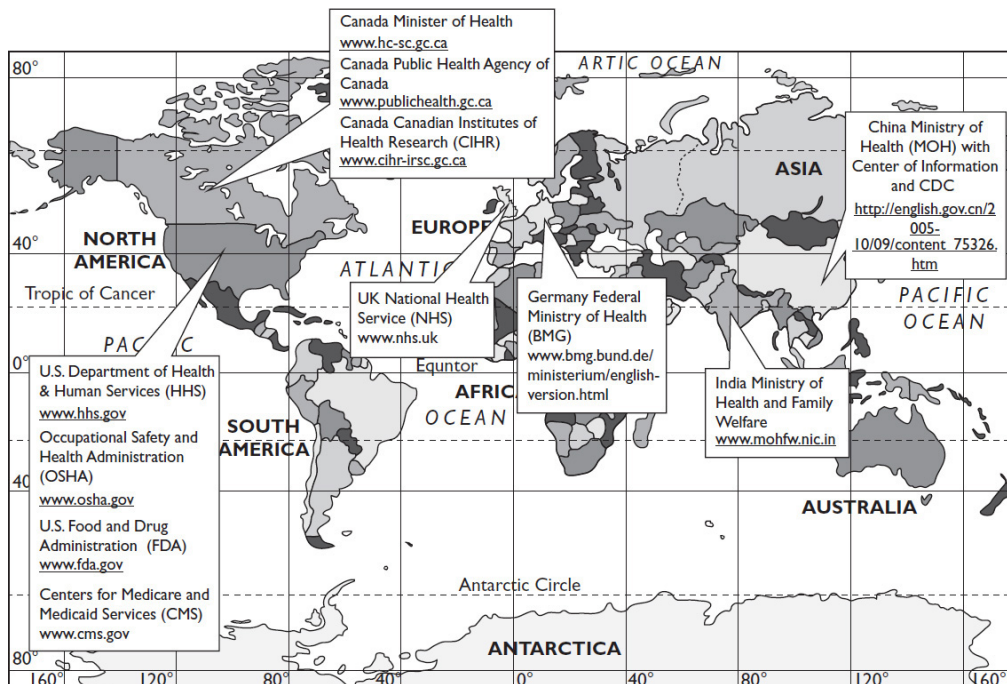 Canada Minister of Health
www.hc-sc.gc.ca
Canada Public Health Agency of
Canada
www.publichealth.gc.ca
Canada Canadian Institutes of
Health Research (CIHR)
www.cihr-irsc.gc.ca
80°
ARTIC OCEAN
China Ministry of
Health (MOH) with
Center of Information
and CDC
http://english.gov.cn/2
005-
10/09/content_75326.
htm
ASIA
EUROPE
NORTH
AMERICA
40°
ATLANTIC
Tropic of Cancer
PACIFIC
OCEAN
UK National Health
Service (NHS)
www.nhs.uk
Germany Federal
Ministry of Health
(BMG)
www.bmg.bund.de/
ministerium/english-
version.html
PACIFIC
0°
Equntor
AFRICA
OCEAN
India Ministry of
Health and Family
Welfare
www.mohfw.nic.in
U.S. Department of Health
& Human Services (HHS)
www.hhs.gov
Occupational Safety and
Health Administration
(OSHA)
www.osha.gov
U.S. Food and Drug
Administration (FDA)
www.fda.gov
Centers for Medicare and
Medicaid Services (CMS)
www.cms.gov
SOUTH
AMERICA
40°
AUSTRALIA
Antarctic Circle
ANTARCTICA
80°
160° 120° 80° 40° 0° 40° 80° 120° 160°